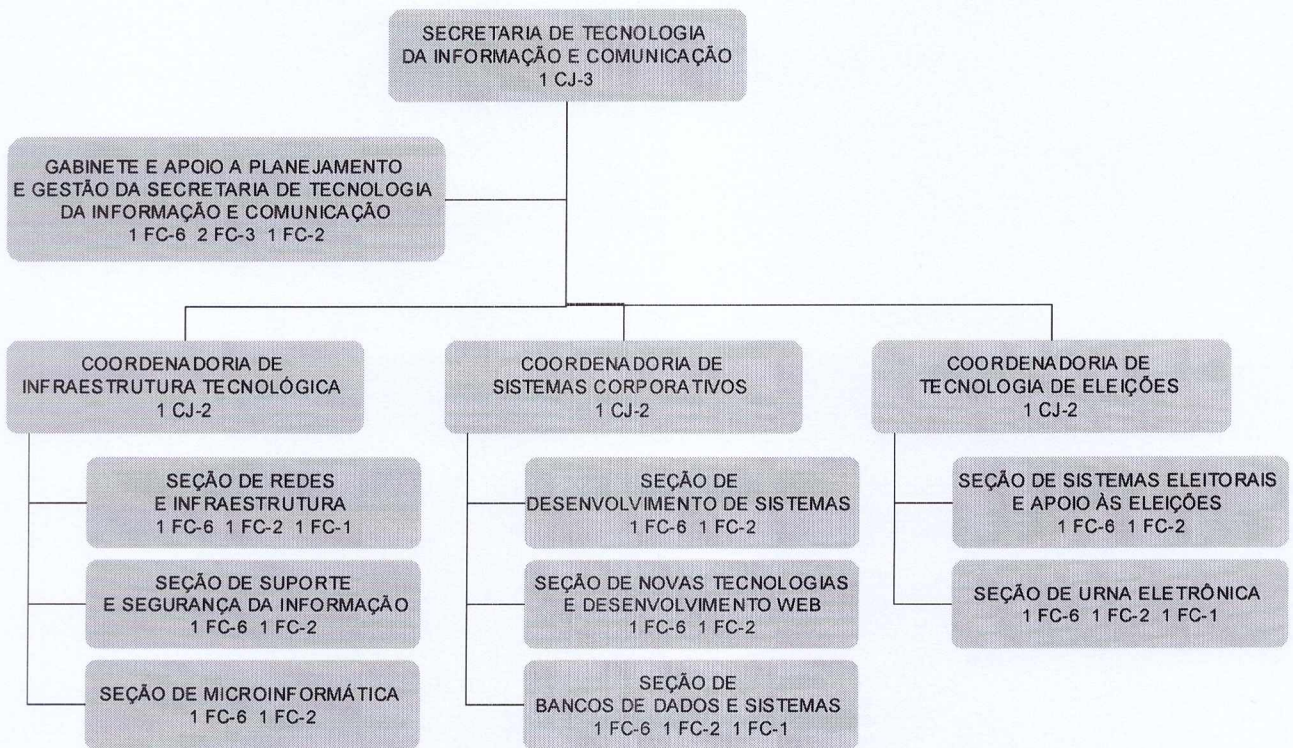 SECRETARIA DE TECNOLOGIA
DA INFORMAÇÃO E COMUNICAÇÃO
1 CJ-3
GABINETE E APOIO A PLANEJAMENTO
E GESTÃO DA SECRETARIA DE TECNOLOGIA
DA INFORMAÇÃO E COMUNICAÇÃO
1 FC-6 2 FC-3 1 FC-2
COORDENADORIA DE
INFRAESTRUTURA TECNOLÓGICA
1 CJ-2
SEÇÃO DE REDES
E INFRAESTRUTURA
1 FC-6 1 FC-2 1 FC-1
SEÇÃO DE SUPORTE
E SEGURANÇA DA INFORMAÇÃO
1 FC-6 1 FC-2
SEÇÃO DE MICROINFORMÁTICA
1 FC-6 1 FC-2
COORDENADORIA DE
SISTEMAS CORPORATIVOS
1 CJ-2
SEÇÃO DE
DESENVOLVIMENTO DE SISTEMAS
1 FC-6 1 FC-2
SEÇÃO DE NOVAS TECNOLOGIAS
E DESENVOLVIMENTO WEB
1 FC-6 1 FC-2
SEÇÃO DE
BANCOS DE DADOS E SISTEMAS
1 FC-6 1 FC-2 1 FC-1
COORDENADORIA DE
TECNOLOGIA DE ELEIÇÕES
1 CJ-2
SEÇÃO DE SISTEMAS ELEITORAIS
E APOIO ÀS ELEIÇÕES
1 FC-6 1 FC-2
SEÇÃO DE URNA ELETRÔNICA
1 FC-6 1 FC-2 1 FC-1